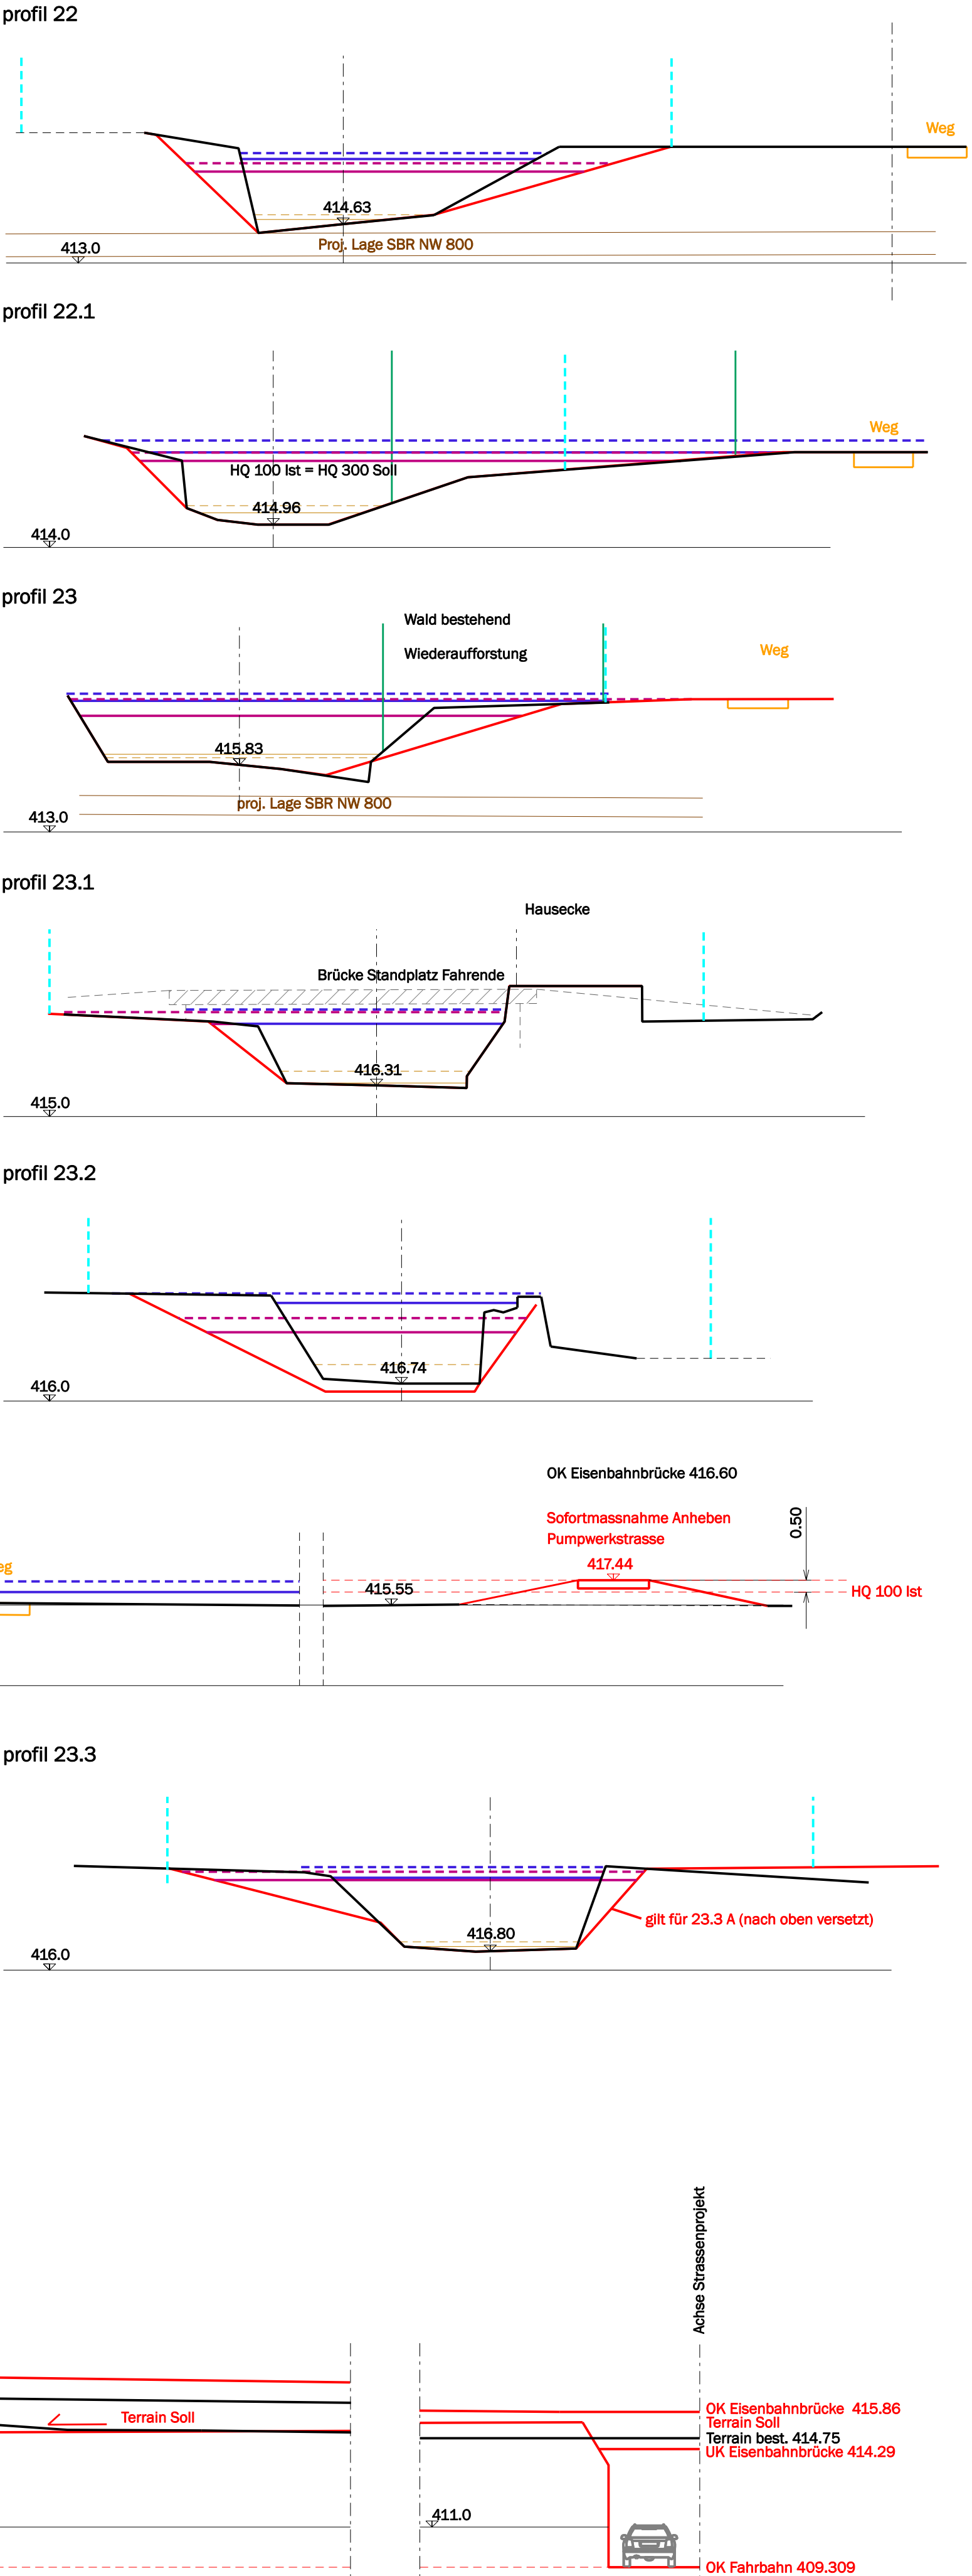 profil 22
Weg
414.63
Proj. Lage SBR NW 800
413.0
profil 22.1
Weg
HQ 100 Ist = HQ 300 Soll
414.96
414.0
profil 23
Wald bestehend
Wiederaufforstung
Weg
415.83
proj. Lage SBR NW 800
413.0
profil 23.1
Hausecke
Brücke Standplatz Fahrende
416.31
415.0
profil 23.2
416.74
416.0
OK Eisenbahnbrücke 416.60
0.50
Sofortmassnahme Anheben
Pumpwerkstrasse
417.44
eg
415.55
HQ 100 Ist
profil 23.3
gilt für 23.3 A (nach oben versetzt)
416.80
416.0
Achse Strassenprojekt
OK Eisenbahnbrücke 415.86
Terrain Soll
Terrain Soll
Terrain best. 414.75
UK Eisenbahnbrücke 414.29
411.0
OK Fahrbahn 409.309